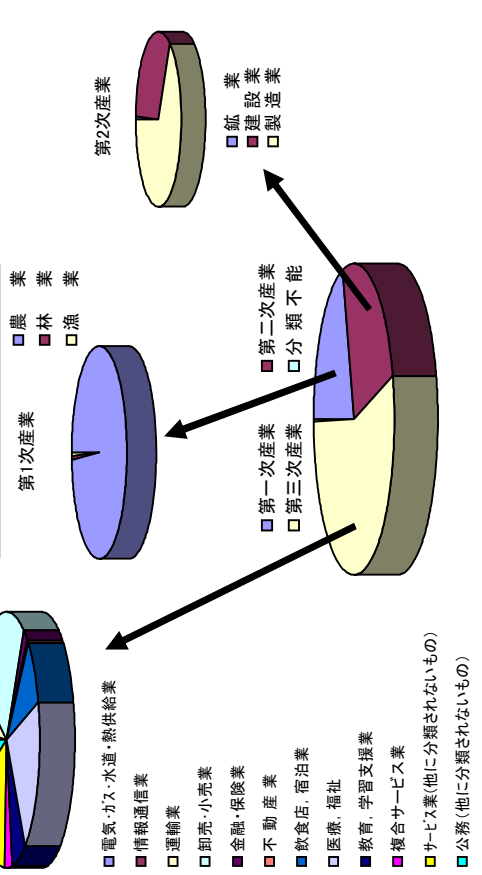 第2次産業
鉱　業
建 設 業
製 造 業
農　業
林　業
漁　業
第1次産業
第一次産業
第二次産業
第三次産業
分 類 不 能
電気・ガス・水道・熱供給業
情報通信業
運輸業
卸売・小売業
金融・保険業
不 動 産 業
飲食店，宿泊業
医療，福祉
教育，学習支援業
複合サービス業
サービス業(他に分類されないもの)
公務(他に分類されないもの)